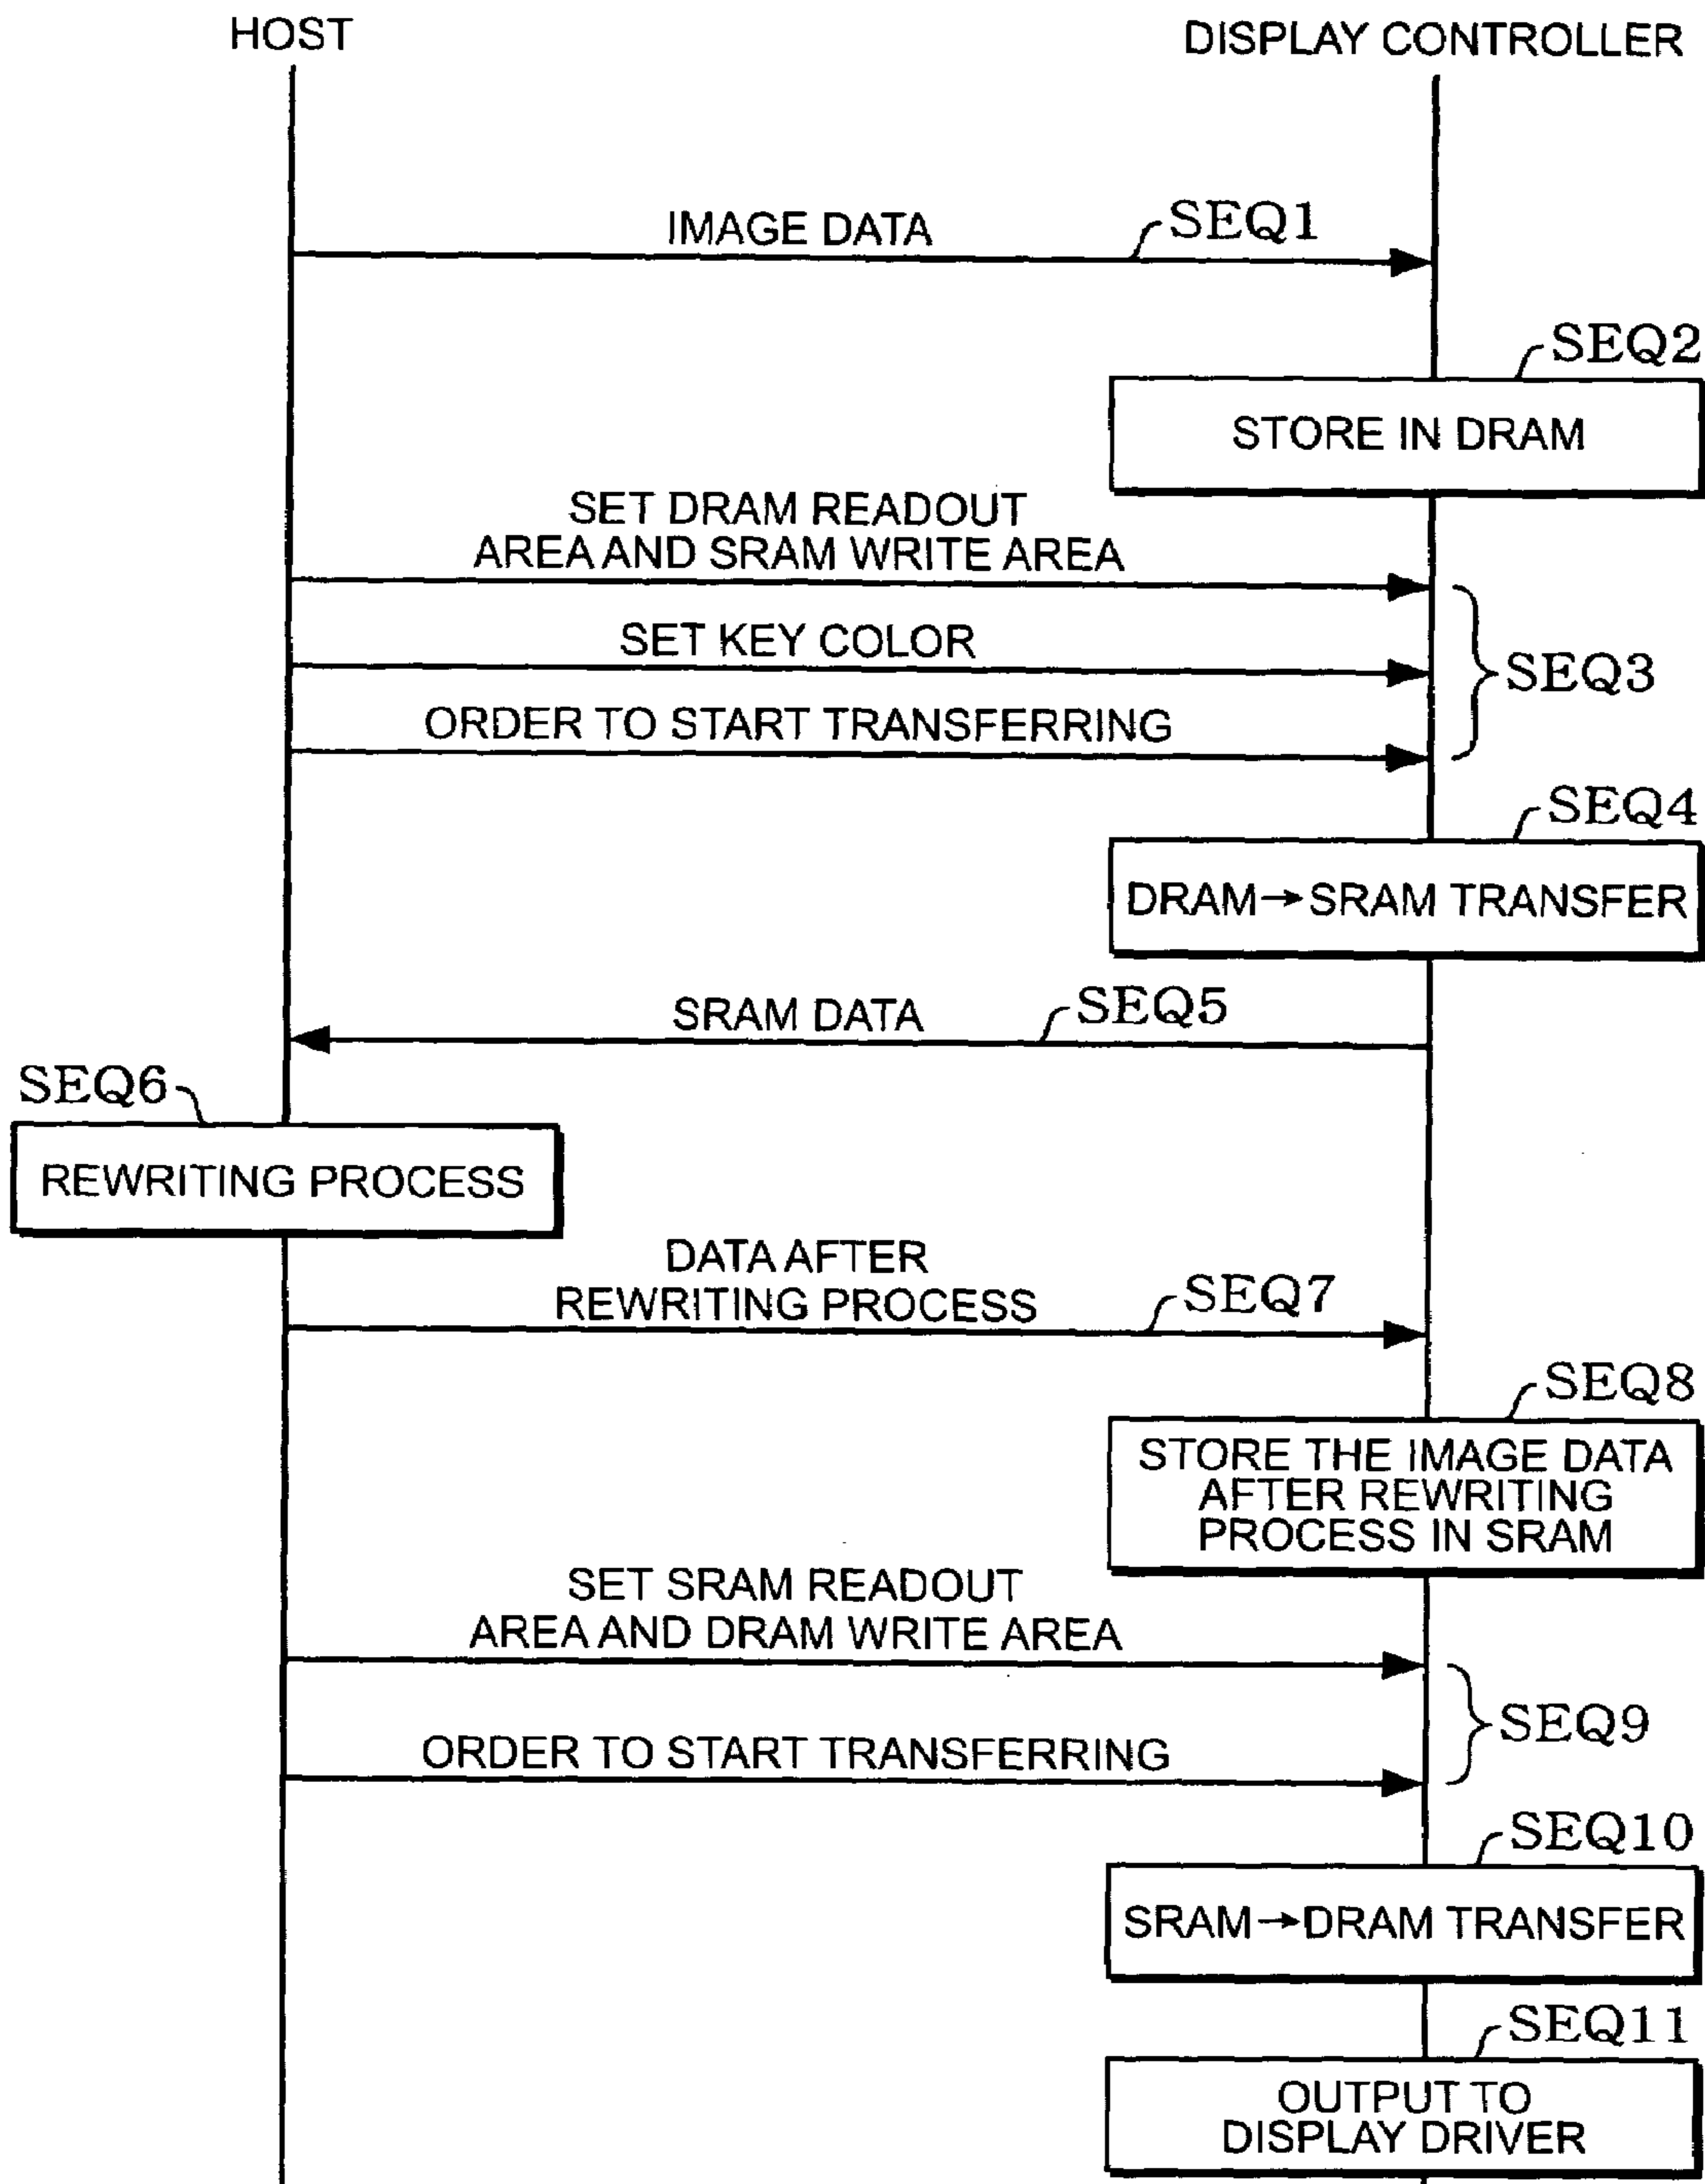 HOST
DISPLAY CONTROLLER
IMAGE DATA
SEQ1
SEQ2
STORE IN DRAM
SET DRAM READOUT
AREA AND SRAM WRITE AREA
SET KEY COLOR
SEQ3
ORDER TO START TRANSFERRING
SEQ4
DRAM→SRAM TRANSFER
SRAM DATA
SEQ5
SEQ6
REWRITING PROCESS
DATA AFTER
REWRITING PROCESS
SEQ7
SEQ8
STORE THE IMAGE DATA
AFTER REWRITING
PROCESS IN SRAM
SET SRAM READOUT
AREA AND DRAM WRITE AREA
SEQ9
ORDER TO START TRANSFERRING
SEQ10
SRAM→DRAM TRANSFER
SEQ11
OUTPUT TO
DISPLAY DRIVER